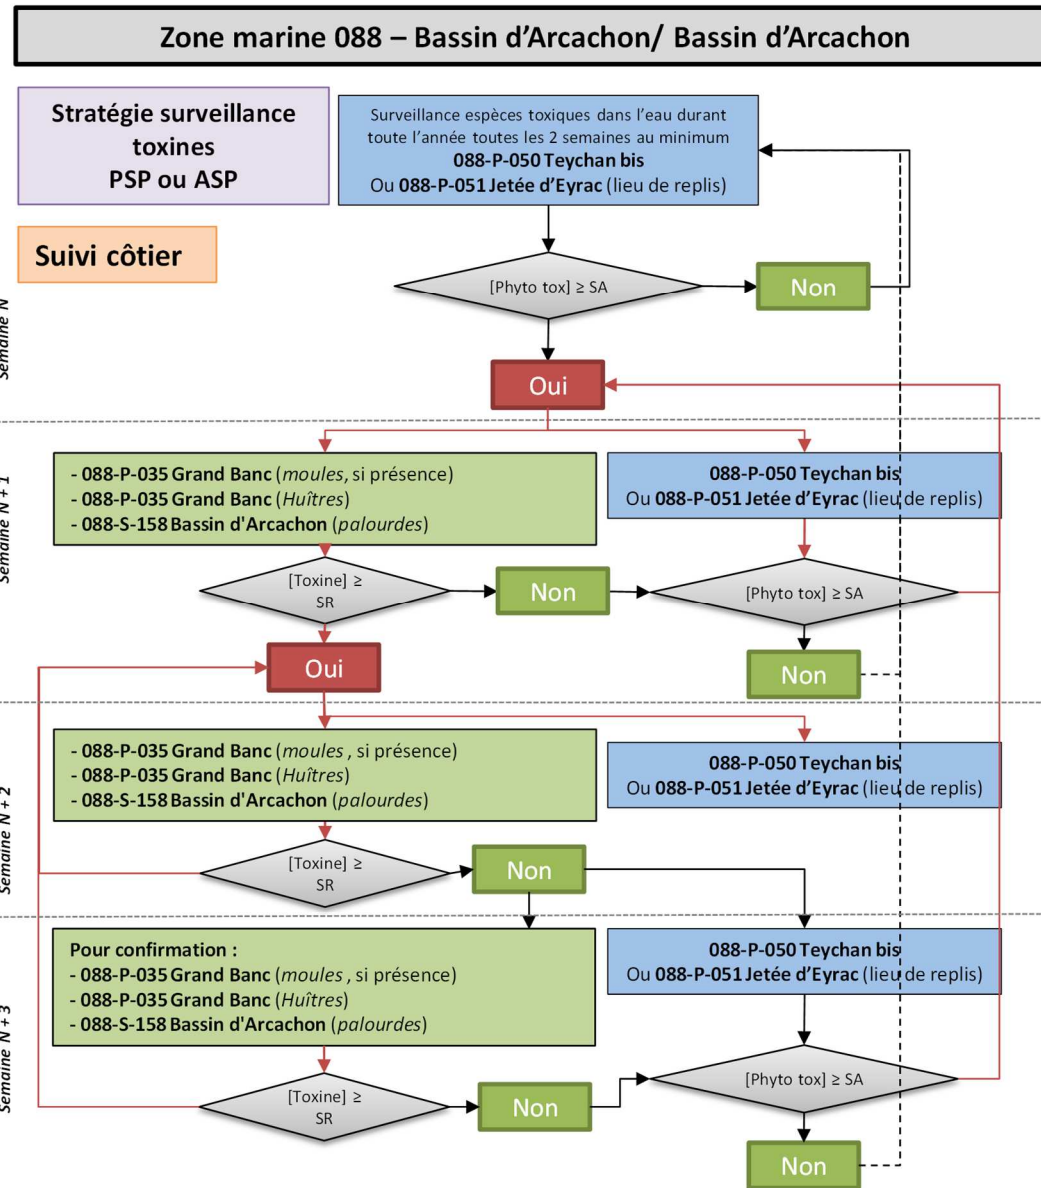 Zone marine 088 – Bassin d'Arcachon/ Bassin d'Arcachon
Stratégie surveillance
toxines
PSP ou ASP
Surveillance espèces toxiques dans l'eau durant
toute l'année toutes les 2 semaines au minimum
088-P-050 Teychan bis
Ou 088-P-051 Jetée d'Eyrac (lieu de replis)
Suivi côtier
Semaine N
[Phyto tox] ≥ SA
Non
Oui
Semaine N + 1
- 088-P-035 Grand Banc (moules, si présence)
- 088-P-035 Grand Banc (Huîtres)
- 088-S-158 Bassin d'Arcachon (palourdes)
088-P-050 Teychan bis
Ou 088-P-051 Jetée d'Eyrac (lieu de replis)
[Toxine] ≥
SR
Non
[Phyto tox] ≥ SA
Oui
Non
Semaine N + 2
- 088-P-035 Grand Banc (moules , si présence)
- 088-P-035 Grand Banc (Huîtres)
- 088-S-158 Bassin d'Arcachon (palourdes)
088-P-050 Teychan bis
Ou 088-P-051 Jetée d'Eyrac (lieu de replis)
[Toxine] ≥
SR
Non
Semaine N + 3
Pour confirmation :
- 088-P-035 Grand Banc (moules , si présence)
- 088-P-035 Grand Banc (Huîtres)
- 088-S-158 Bassin d'Arcachon (palourdes)
088-P-050 Teychan bis
Ou 088-P-051 Jetée d'Eyrac (lieu de replis)
[Toxine] ≥
SR
Non
[Phyto tox] ≥ SA
Non